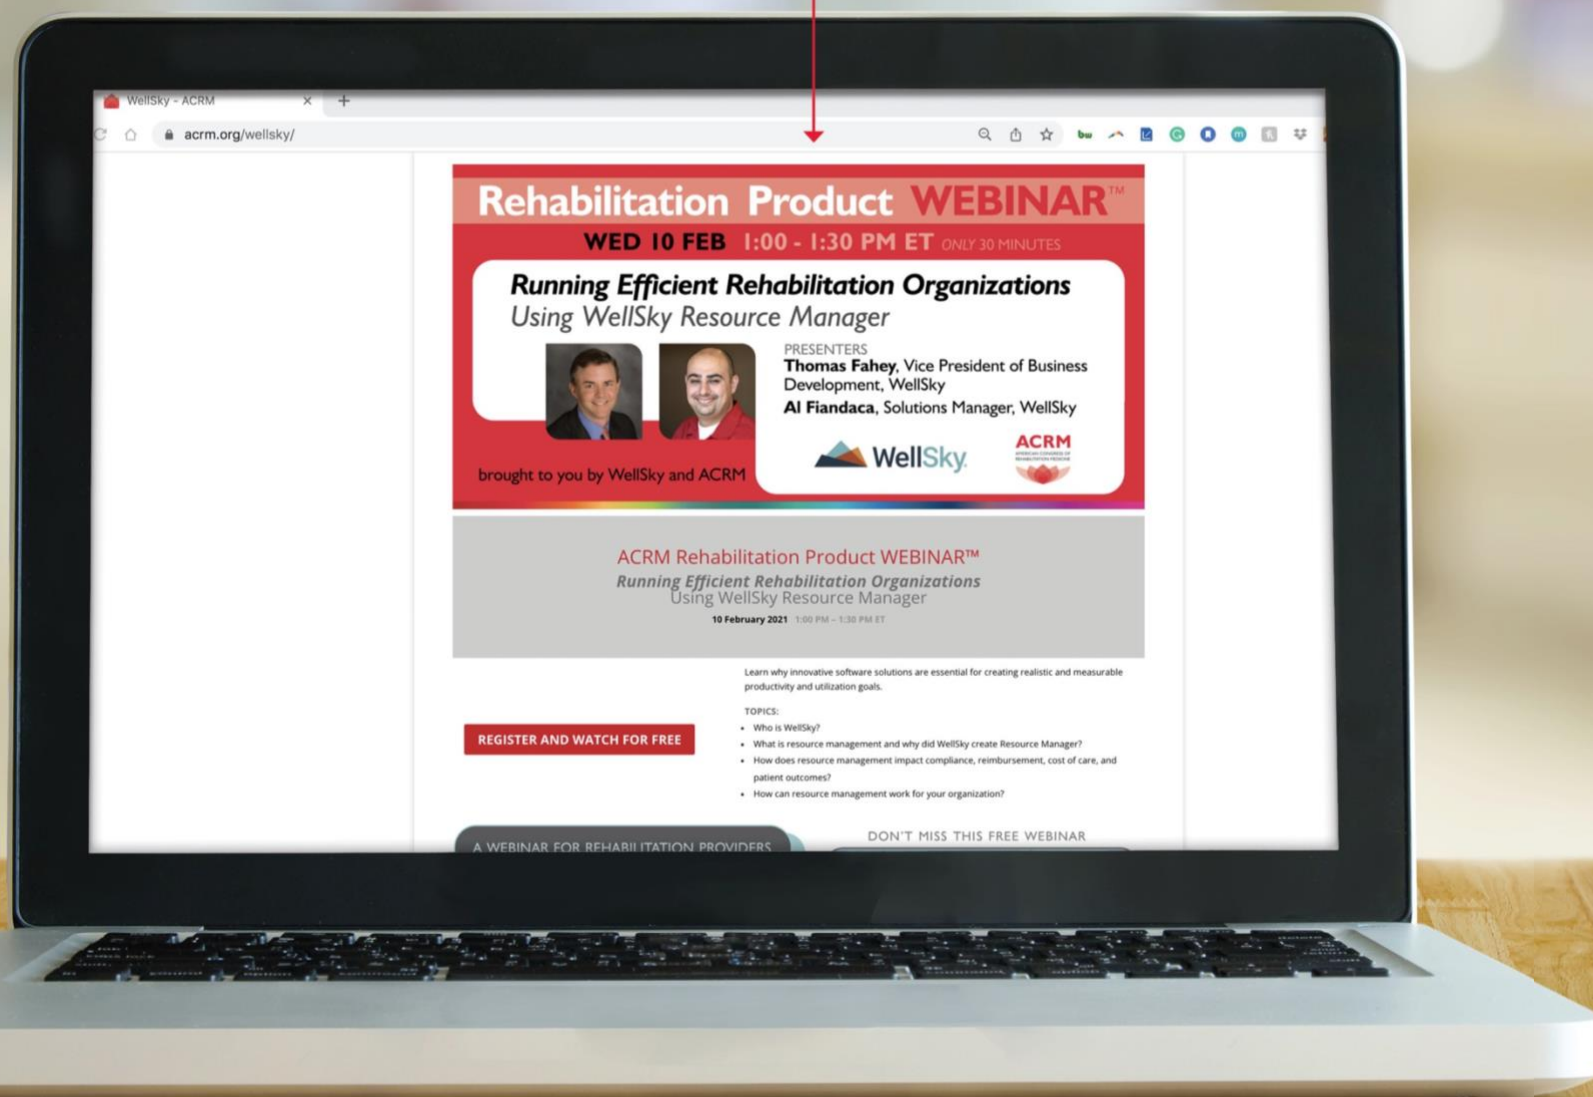 WellSky - ACRM
acrm.org/wellsky/
bw
Rehabilitation Product WEBINAR™
WED 10 FEB 1:00 - 1:30 PM ET ONLY 30 MINUTES
Running Efficient Rehabilitation Organizations
Using WellSky Resource Manager
PRESENTERS
Thomas Fahey, Vice President of Business
Development, WellSky
Al Fiandaca, Solutions Manager, WellSky
WellSky.
ACRM
AMERICAN CONGRESS OF
REHABILITATION MEDICINE
brought to you by WellSky and ACRM
ACRM Rehabilitation Product WEBINAR™
Running Efficient Rehabilitation Organizations
Using WellSky Resource Manager
10 February 2021 1:00 PM – 1:30 PM ET
Learn why innovative software solutions are essential for creating realistic and measurable
productivity and utilization goals.
TOPICS:
• Who is WellSky?
• What is resource management and why did WellSky create Resource Manager?
• How does resource management impact compliance, reimbursement, cost of care, and
patient outcomes?
• How can resource management work for your organization?
REGISTER AND WATCH FOR FREE
A WEBINAR FOR REHABILITATION PROVIDERS
DON'T MISS THIS FREE WEBINAR